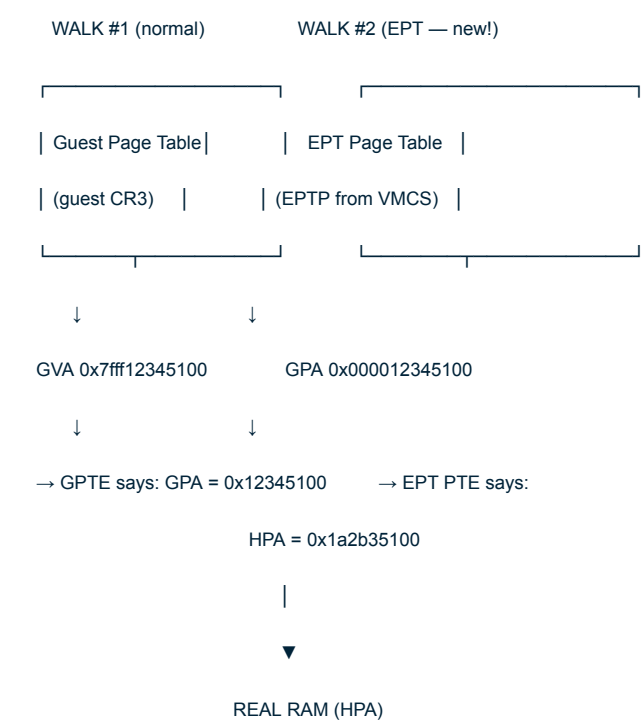 WALK #1 (normal) WALK #2 (EPT — new!)
┌─────────────────┐ ┌────────────────────┐
│ Guest Page Table│ │ EPT Page Table │
│ (guest CR3) │ │ (EPTP from VMCS) │
└──────┬──────────┘ └───────┬────────────┘
↓ ↓
GVA 0x7fff12345100 GPA 0x000012345100
↓ ↓
→ GPTE says: GPA = 0x12345100 → EPT PTE says:
HPA = 0x1a2b35100
│
▼
REAL RAM (HPA)